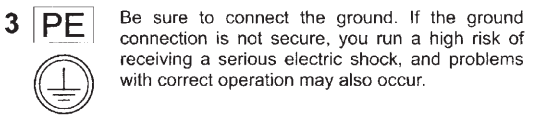 3 PE Be sure to connect the ground. If the ground
connection is not secure, you run a high risk of
receiving a serious electric shock, and problems
with correct operation may also occur.